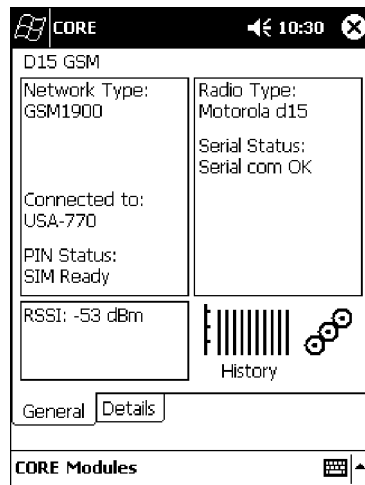 CORE
10:30
D15 GSM
Network Type:
GSM1900
Connected to:
USA-770
PIN Status:
SIM Ready
Radio Type:
Motorola d15
Serial Status:
Serial com OK
RSSI: -53 dBm
History
General
Details
CORE Modules